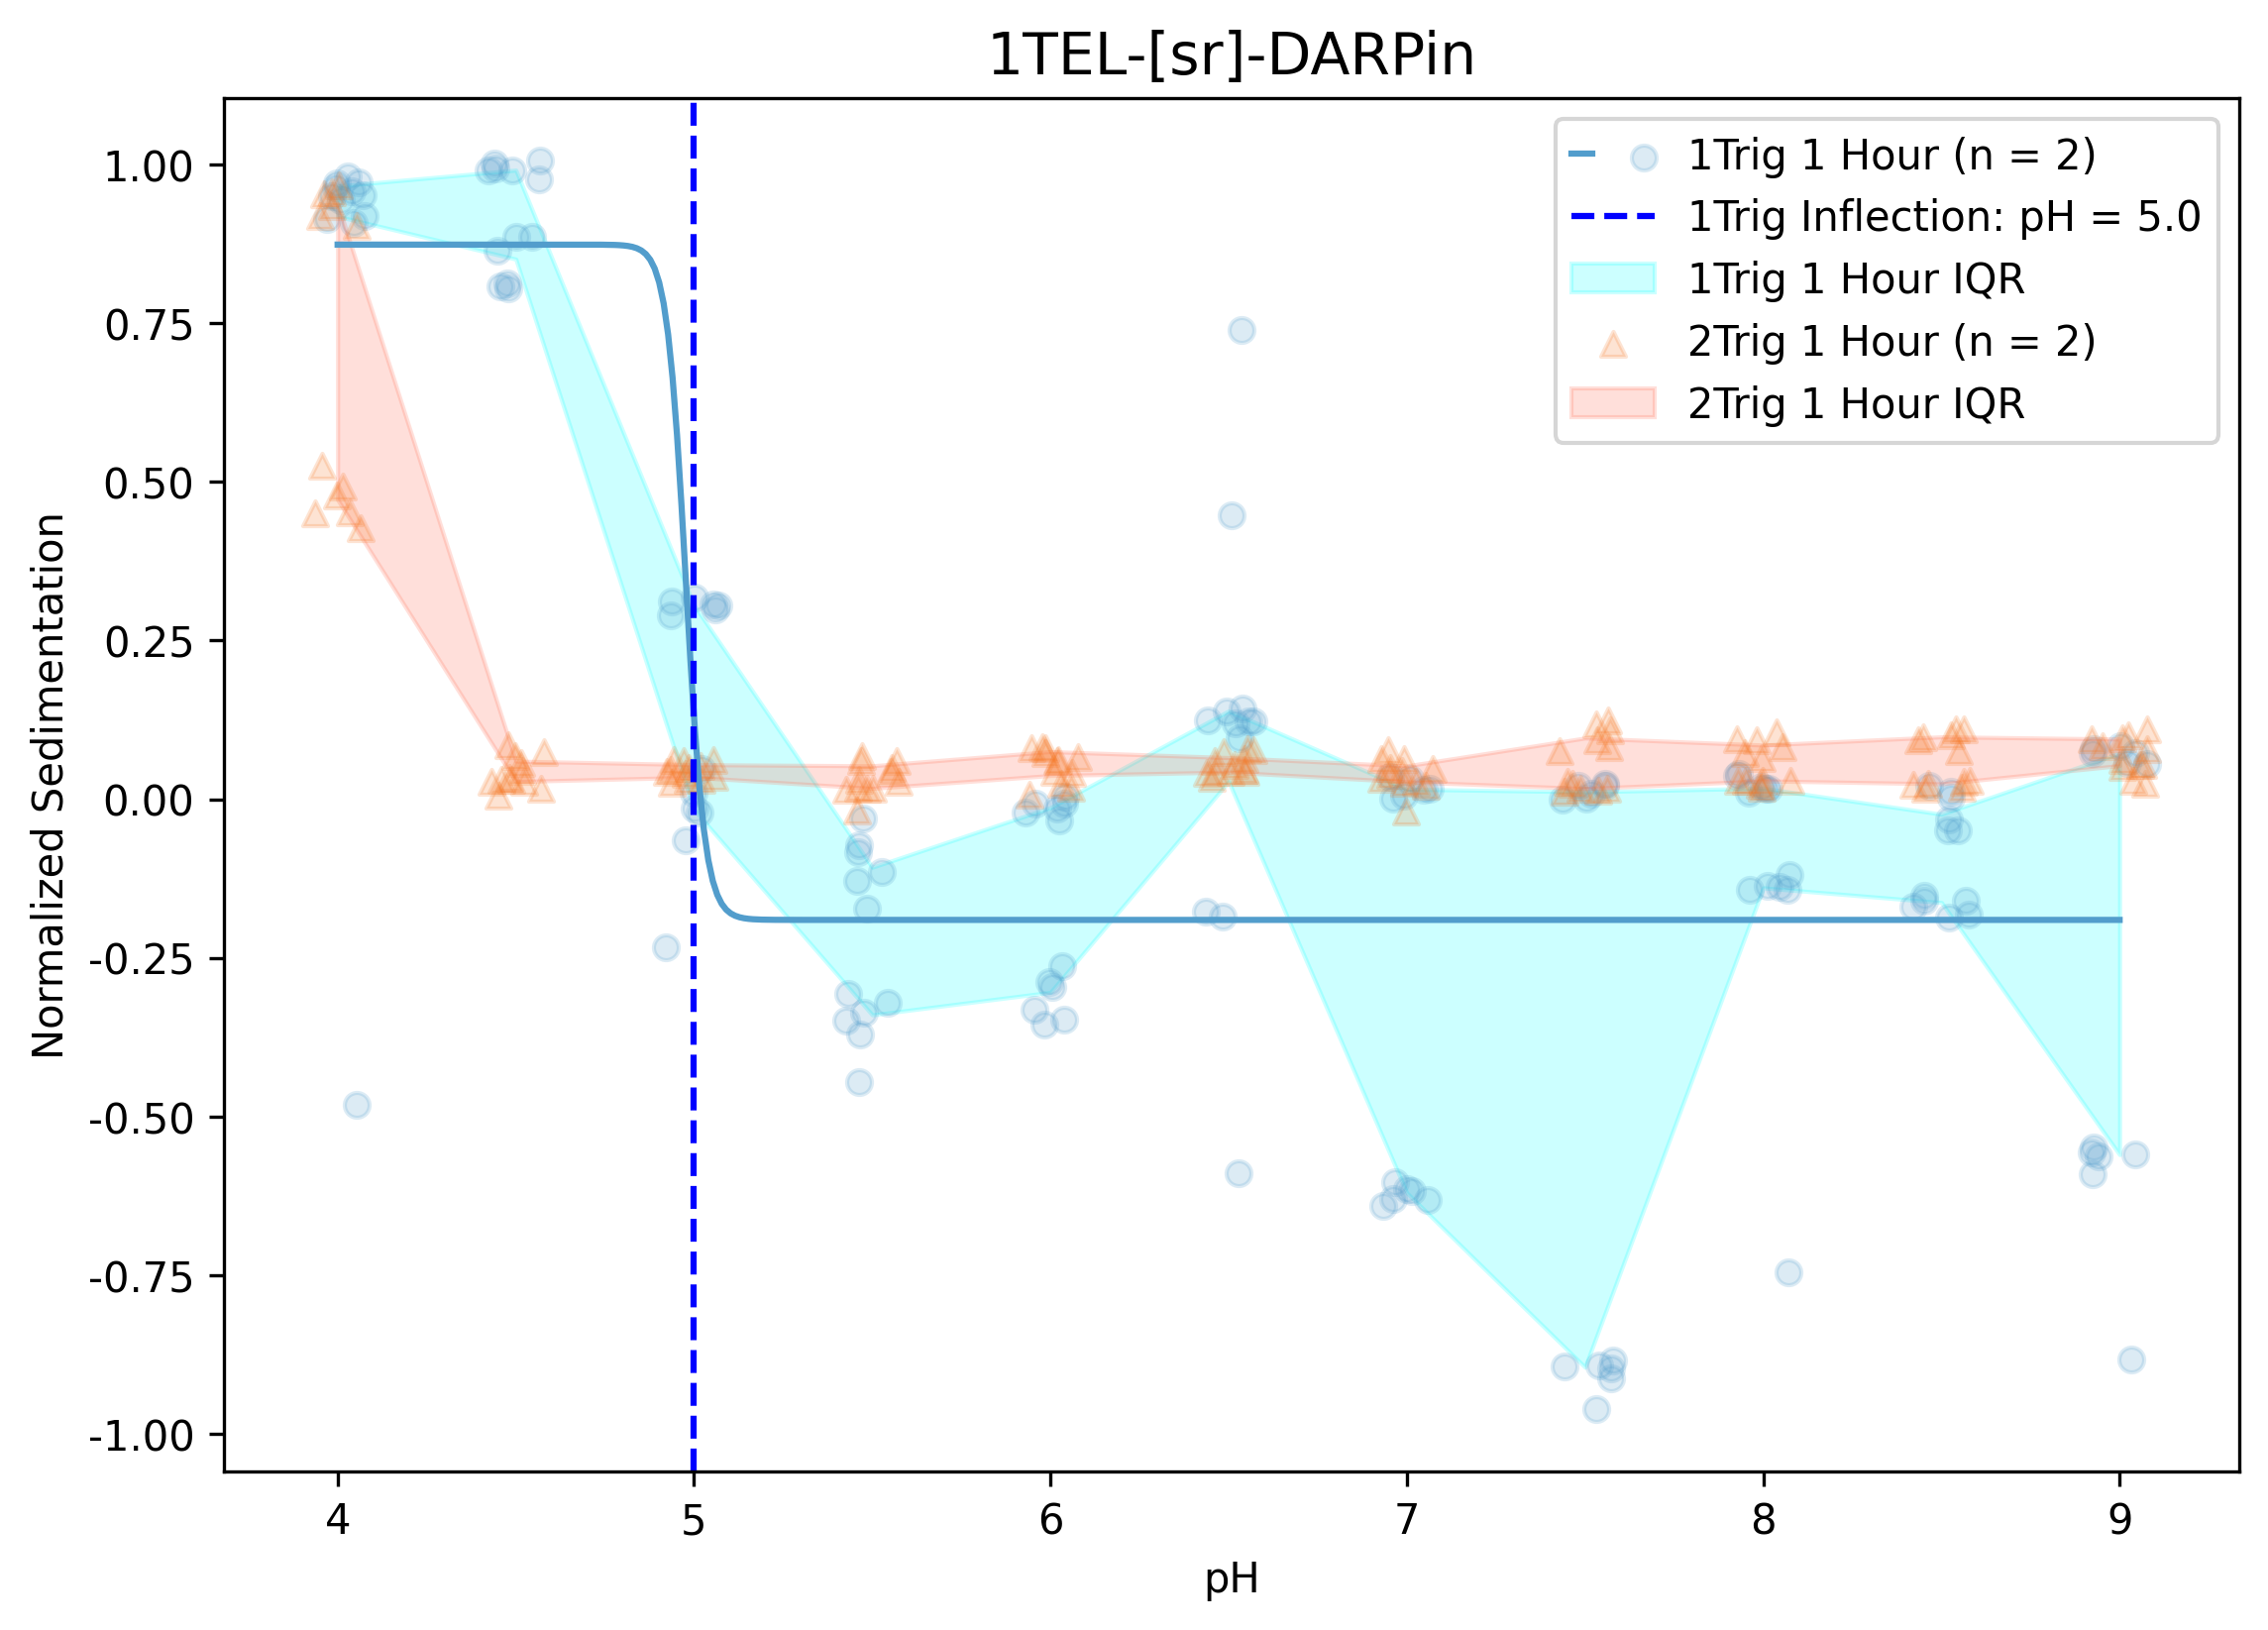 1TEL-[sr]-DARPin
1Trig 1 Hour (n = 2)
1Trig Inflection: pH = 5.0
1Trig 1 Hour IQR
2Trig 1 Hour (n = 2)
2Trig 1 Hour IQR
Normalized Sedimentation
1.00
0.75
0.50
0.25
0.00
-0.25
-0.50
-0.75
-1.00
4 5 6 7 8 9
pH